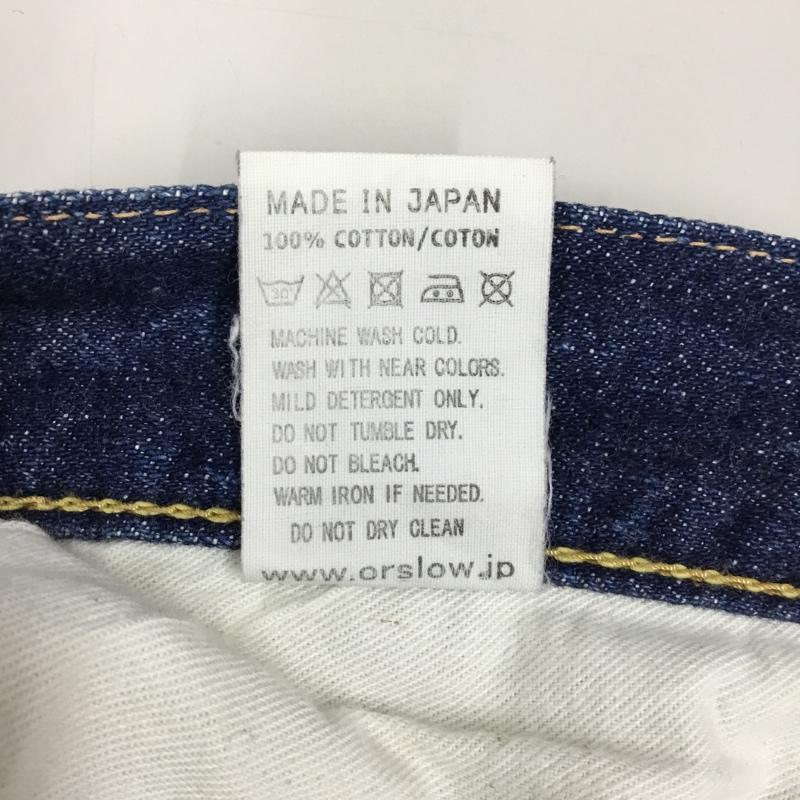 MADE IN JAPAN
100% COTTON/COTON
30
MACHINE WASH COLD.
WASH WITH NEAR COLORS.
MILD DETERGENT ONLY.
DO NOT TUMBLE DRY.
DO NOT BLEACH.
WARM IRON IF NEEDED.
DO NOT DRY CLEAN
www.orslow.jp